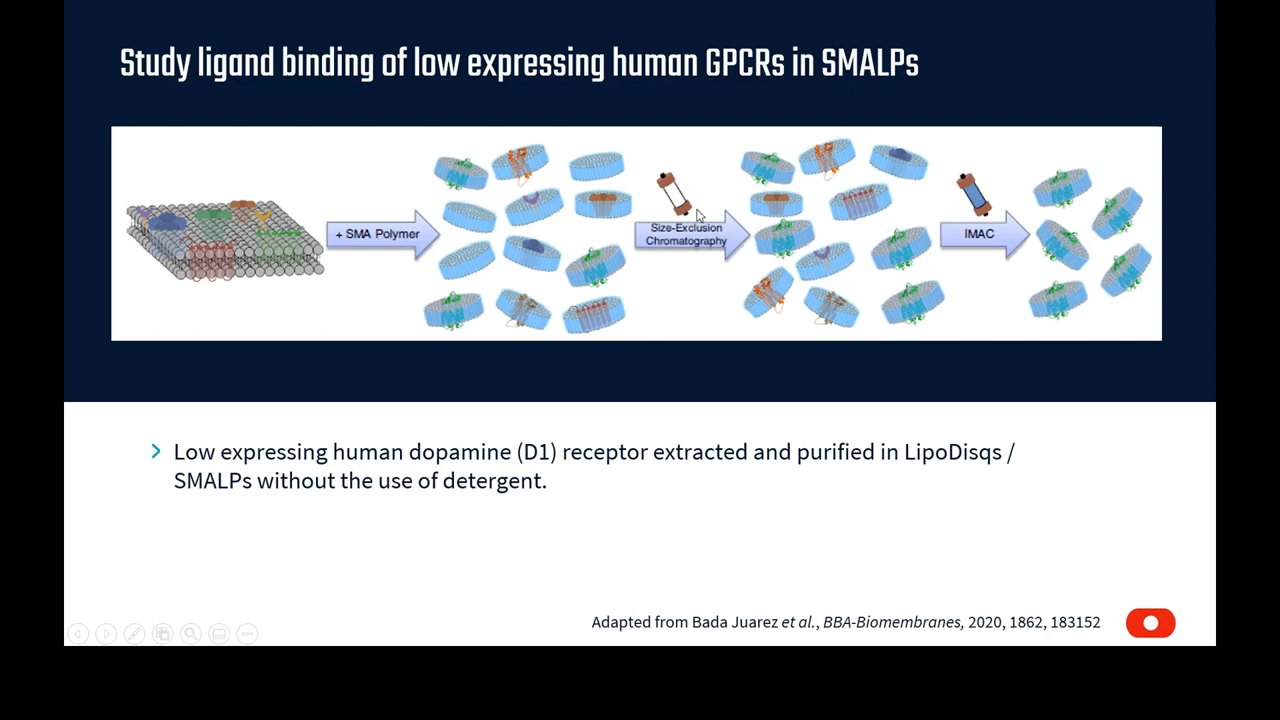 Study ligand binding of low expressing human GPCRs in SMALPs
+ SMA Polymer
Size-Exclusion
Chromatography
IMAC
Low expressing human dopamine (D1) receptor extracted and purified in LipoDisqs /
SMALPs without the use of detergent.
Adapted from Bada Juarez et al., BBA-Biomembranes, 2020, 1862, 183152